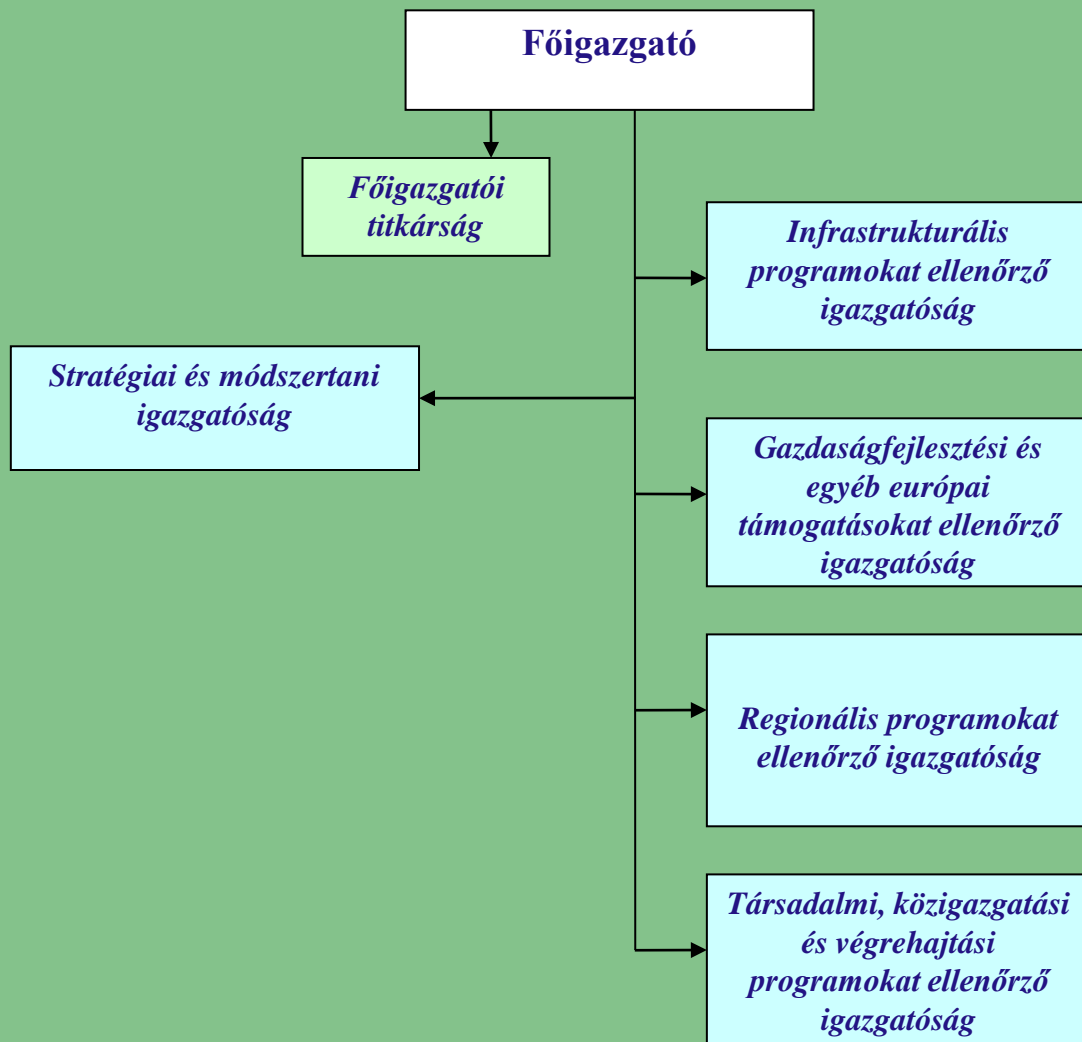 Főigazgató
Főigazgatói
titkárság
Infrastrukturális
programokat ellenőrző
igazgatóság
Stratégiai és módszertani
igazgatóság
Gazdaságfejlesztési és
egyéb európai
támogatásokat ellenőrző
igazgatóság
Regionális programokat
ellenőrző igazgatóság
Társadalmi, közigazgatási
és végrehajtási
programokat ellenőrző
igazgatóság